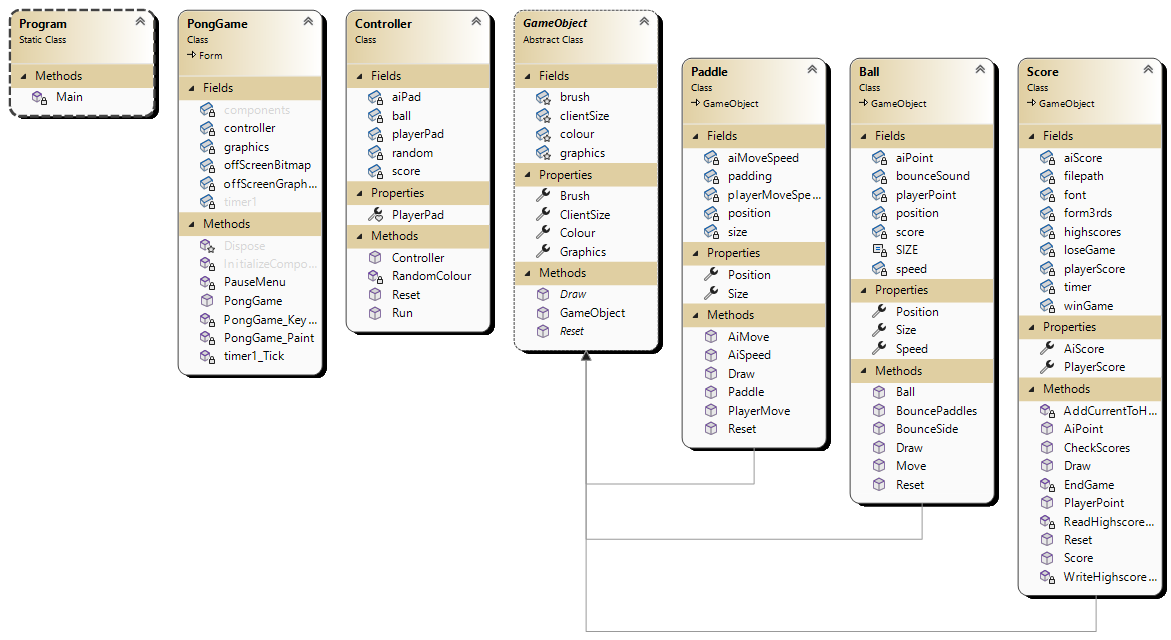 Program
Static Class
Methods
Main
PongGame
Class
Form
Fields
components
controller
graphics
offScreenBitmap
offScreenGraph...
timer1
Methods
Dispose
InitializeCompo...
PauseMenu
PongGame
PongGame_Key...
PongGame_Paint
timer1_Tick
Controller
Class
Fields
aiPad
ball
playerPad
random
score
Properties
PlayerPad
Methods
Controller
RandomColour
Reset
Run
GameObject
Abstract Class
Fields
brush
clientSize
colour
graphics
Properties
Brush
ClientSize
Colour
Graphics
Methods
Draw
GameObject
Reset
Paddle
Class
GameObject
Fields
aiMoveSpeed
padding
playerMoveSpe...
position
size
Properties
Position
Size
Methods
AiMove
AiSpeed
Draw
Paddle
PlayerMove
Reset
Ball
Class
GameObject
Fields
aiPoint
bounceSound
playerPoint
position
score
SIZE
speed
Properties
Position
Size
Speed
Methods
Ball
BouncePaddles
BounceSide
Draw
Move
Reset
Score
Class
GameObject
Fields
aiScore
filepath
font
form3rds
highscores
loseGame
playerScore
timer
winGame
Properties
AiScore
PlayerScore
Methods
AddCurrentToH...
AiPoint
CheckScores
Draw
EndGame
PlayerPoint
ReadHighscore...
Reset
Score
WriteHighscore...